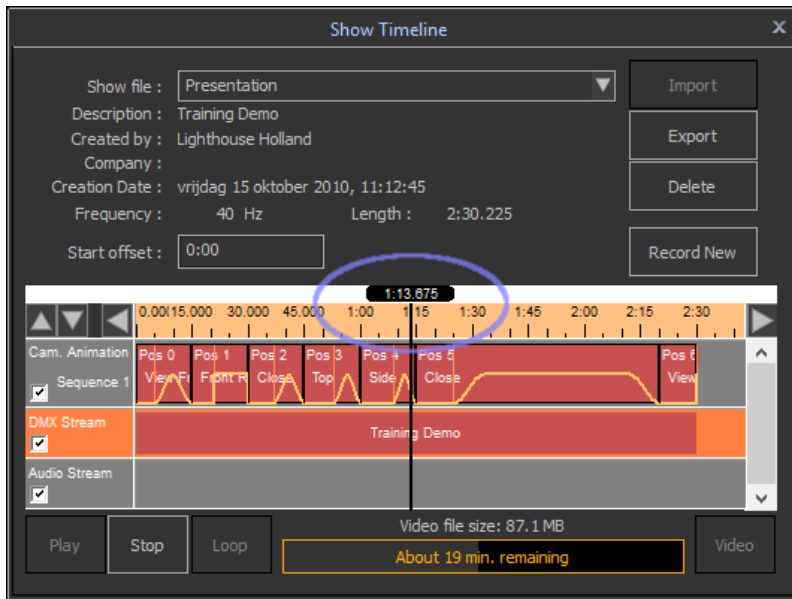 Show Timeline x
Show file : Presentation Import
Description : Training Demo
Created by : Lighthouse Holland Export
Company :
Creation Date : vrijdag 15 oktober 2010, 11:12:45 Delete
Frequency : 40 Hz Length : 2:30.225
Start offset : 0:00 Record New
1:13.675
0.00 15.000 30.000 45.000 1:00 1:15 1:30 1:45 2:00 2:15 2:30
Cam. Animation Pos 0 Pos 1 Pos 2 Pos 3 Pos 4 Pos 5 Pos 6
Sequence 1 View Fr Front R Close Top Side Close View
DMX Stream
Training Demo
Audio Stream
Video file size: 87.1 MB
Play Stop Loop About 19 min. remaining Video